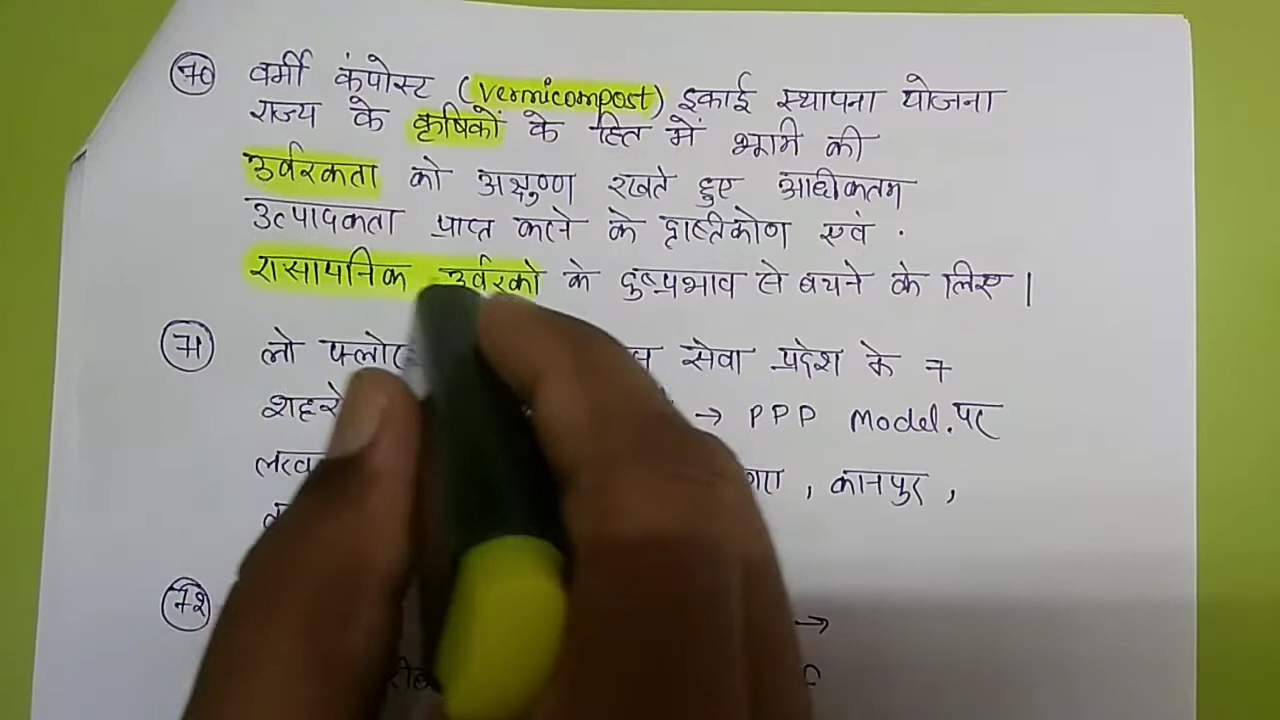 70 वर्मी कंपोस्ट (vermicompost) इकाई स्थापना योजना
राज्य के कृषिकों के हित में भूमि की
उर्वरकता को अक्षुण्ण रखते हुए अधीकतम
उत्पादकता प्राप्त करने के दृष्टिकोण एवं
रासायनिक उर्वरको के दुष्प्रभाव से बचने के लिए।
71 लो सेवा प्रदेश के 7
→ PPP Model. पर
, कानपुर,
72 →